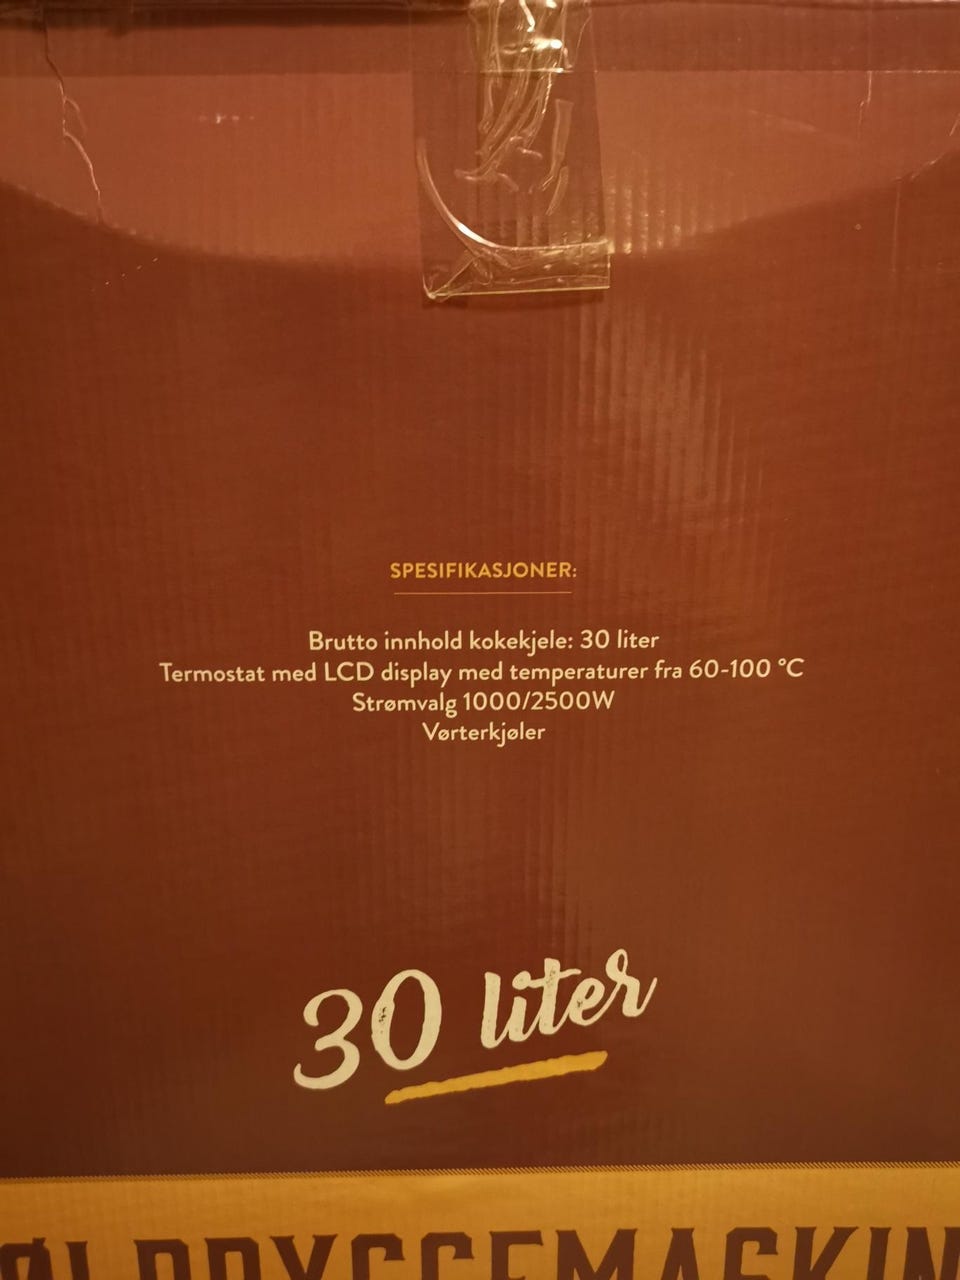 SPESIFIKASJONER:
Brutto innhold kokekjele: 30 liter
Termostat med LCD display med temperaturer fra 60-100 °C
Strømvalg 1000/2500W
Vørterkjøler
30 liter
ØLBRYGGEMASKIN